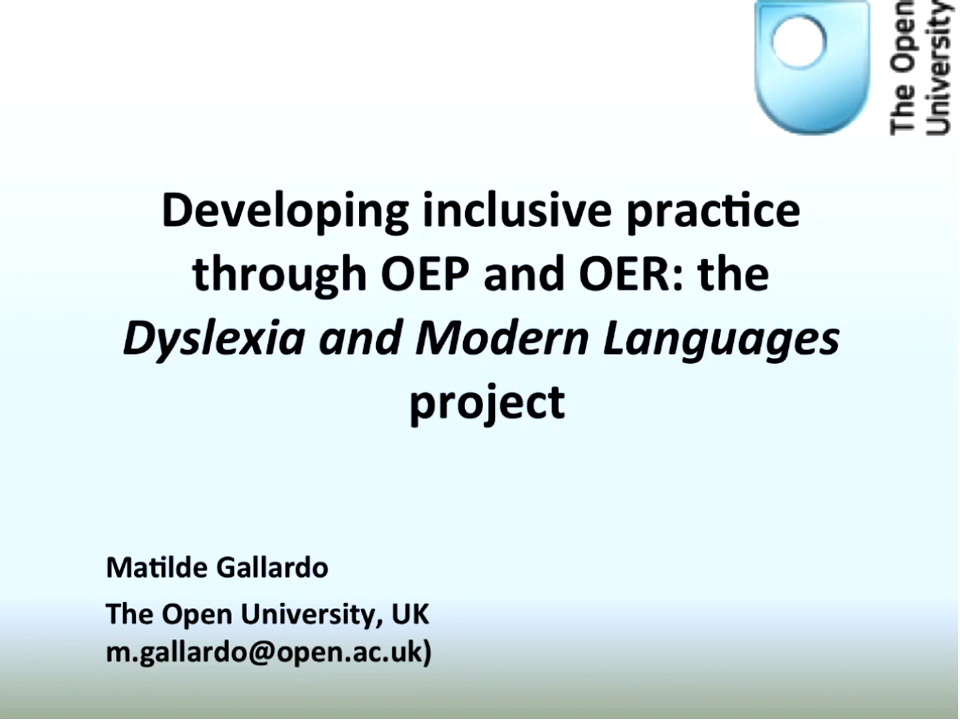 The Open
University
Developing inclusive practice
through OEP and OER: the
Dyslexia and Modern Languages
project
Matilde Gallardo
The Open University, UK
m.gallardo@open.ac.uk)